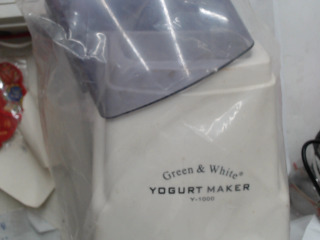 Green & White®
YOGURT MAKER
Y-1000